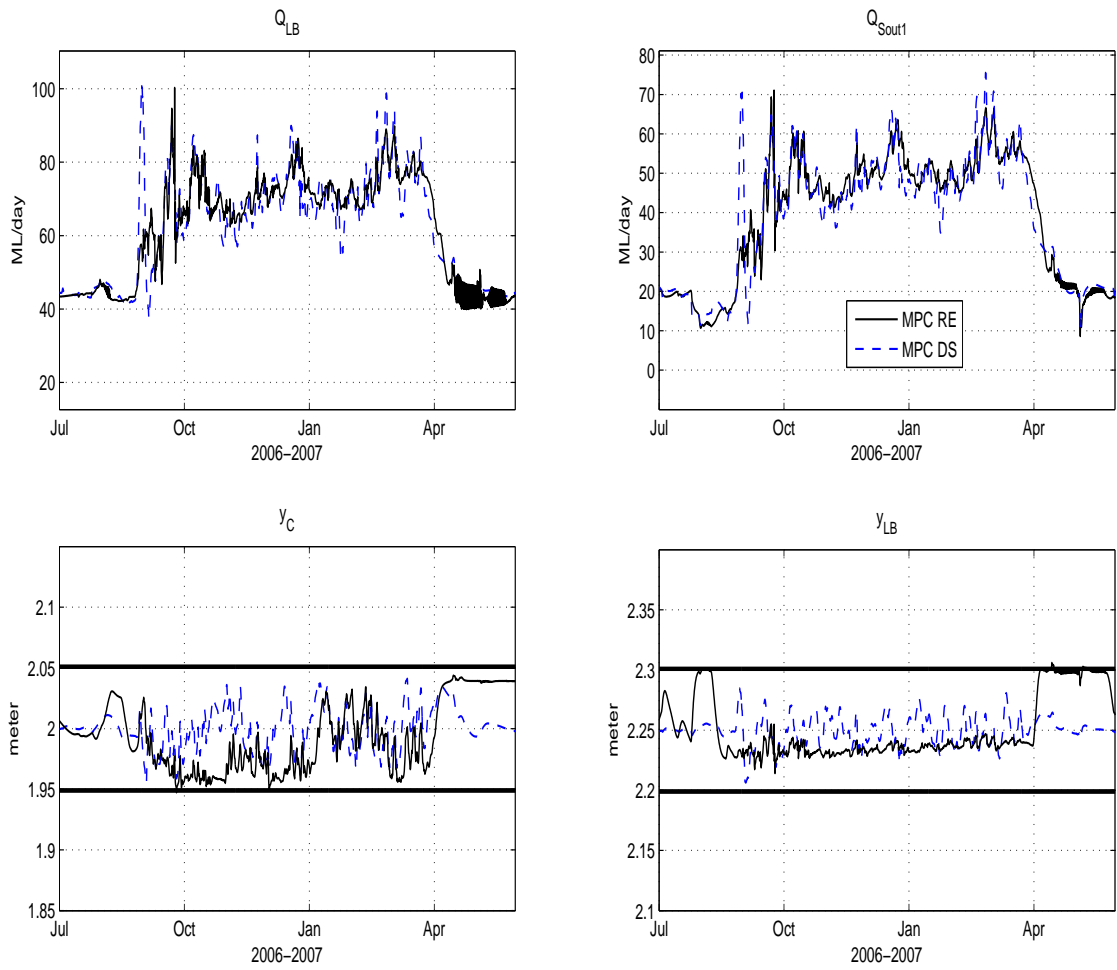 Q_LB
100
80
60
40
20
ML/day
Jul Oct Jan Apr
2006−2007
Q_Sout1
80
70
60
50
40
30
20
10
0
ML/day
MPC RE
MPC DS
Jul Oct Jan Apr
2006−2007
y_C
2.1
2.05
2
1.95
1.9
1.85
meter
Jul Oct Jan Apr
2006−2007
y_LB
2.35
2.3
2.25
2.2
2.15
2.1
meter
Jul Oct Jan Apr
2006−2007